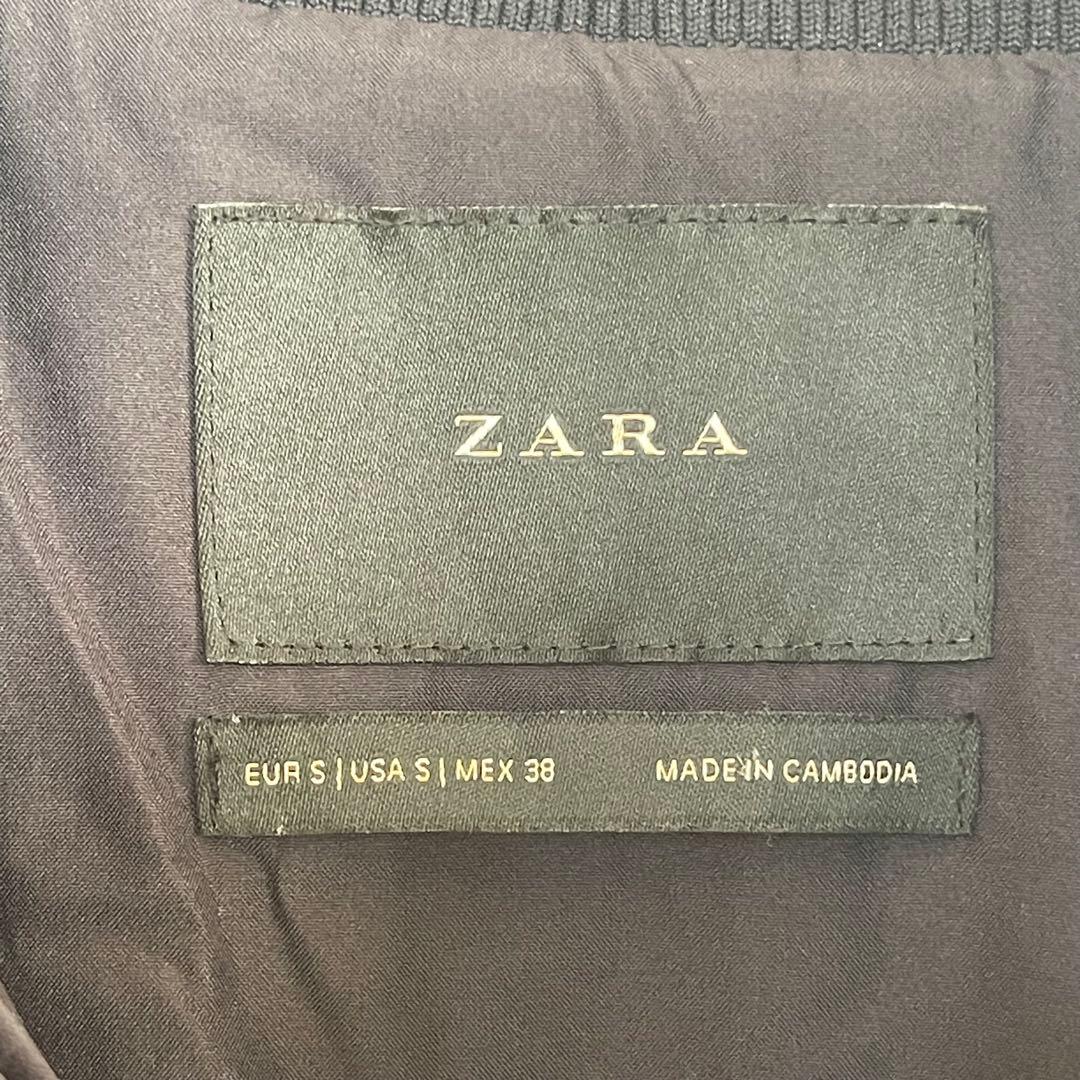 ZARA
EUR S | USA S | MEX 38 MADE IN CAMBODIA